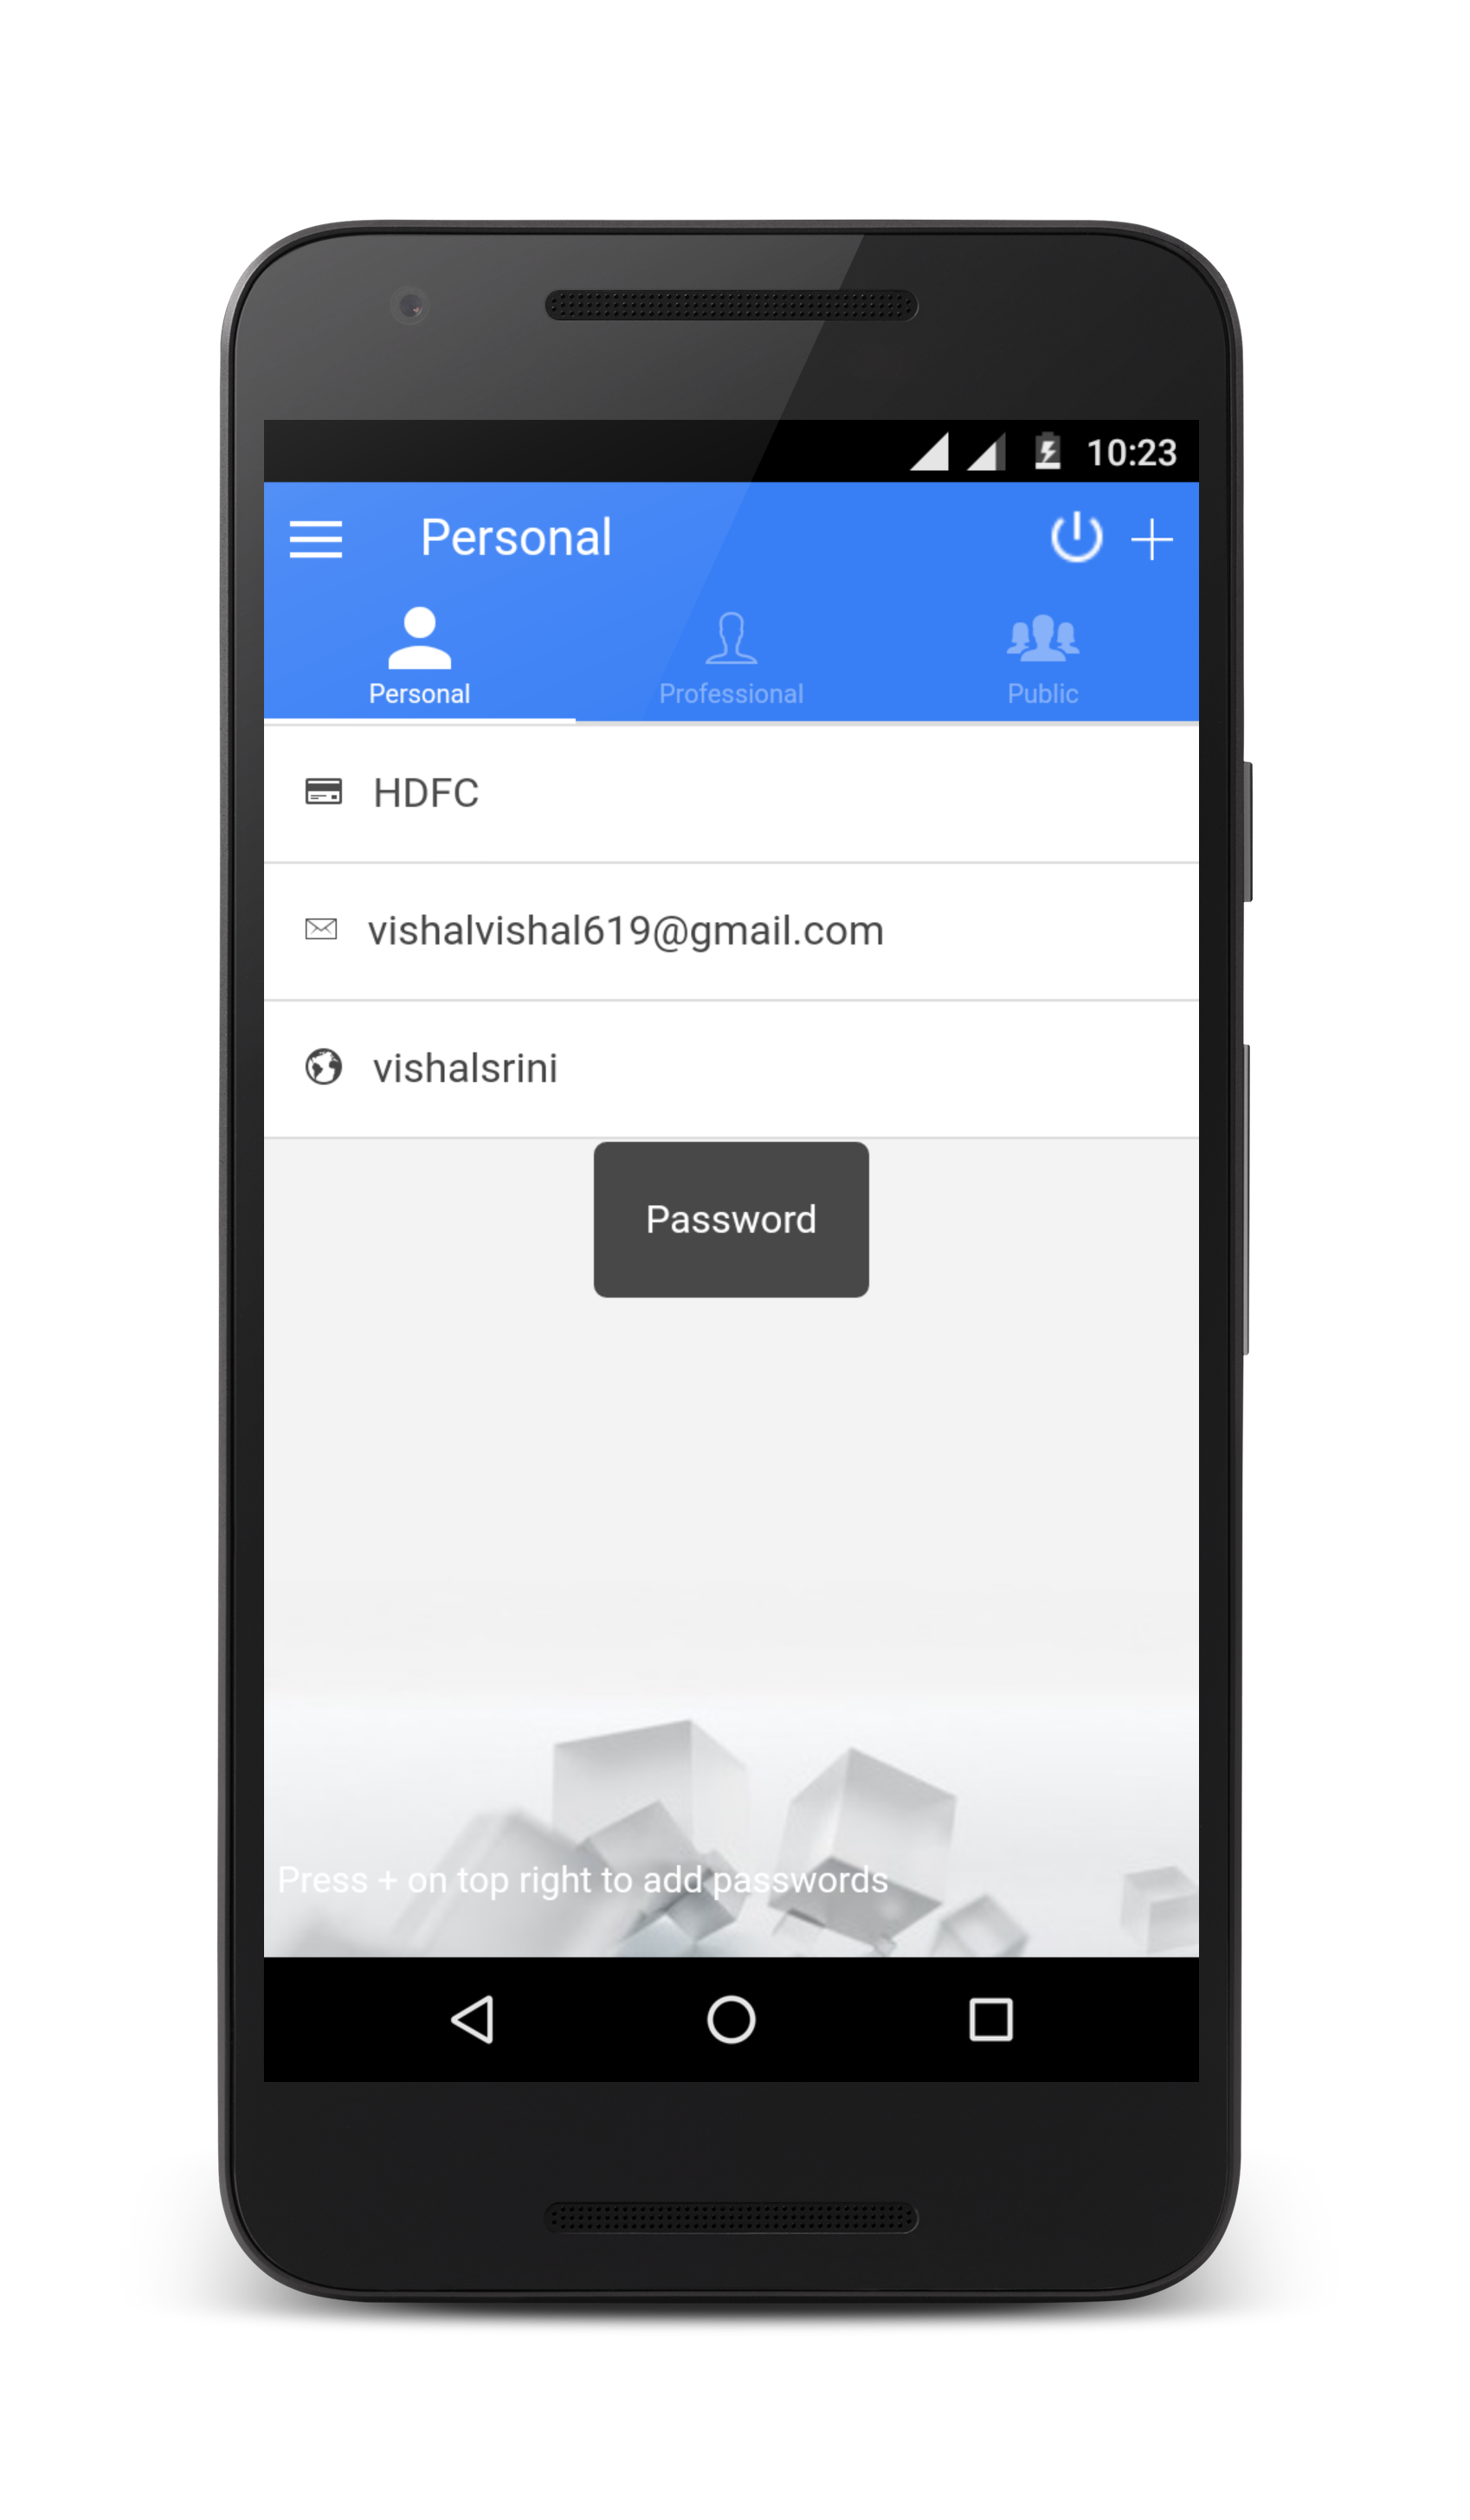 10:23
Personal
Personal
Professional
Public
HDFC
vishalvishal619@gmail.com
vishalsrini
Password
Press + on top right to add passwords